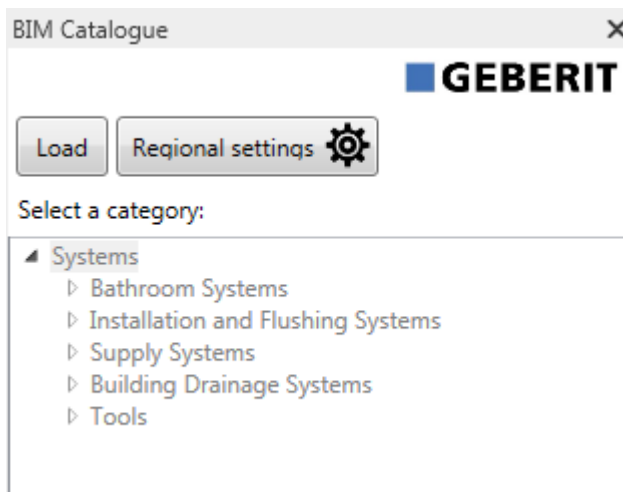 BIM Catalogue
GEBERIT
Load Regional settings
Select a category:
Systems
Bathroom Systems
Installation and Flushing Systems
Supply Systems
Building Drainage Systems
Tools